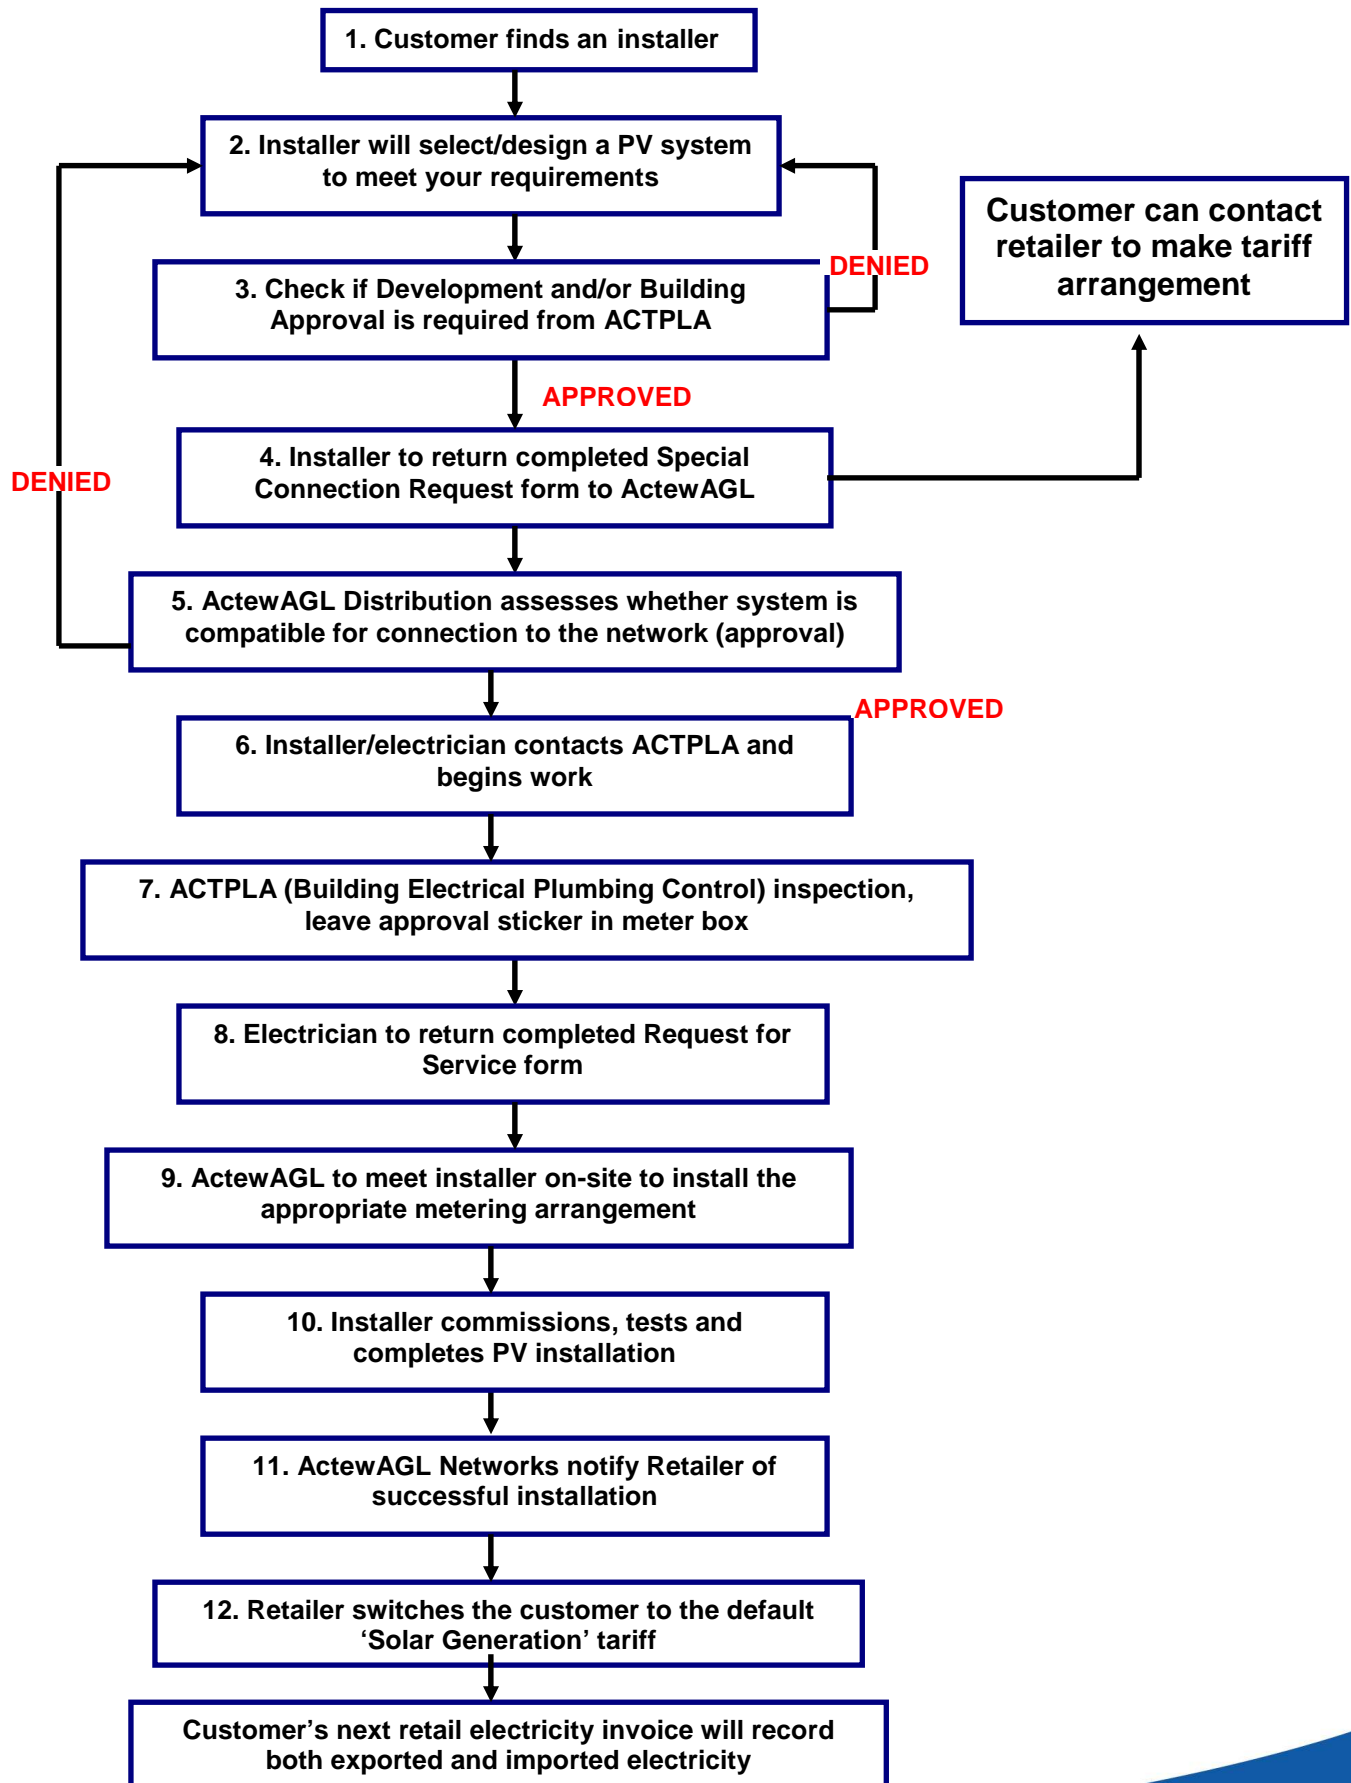 1. Customer finds an installer
2. Installer will select/design a PV system
to meet your requirements
Customer can contact
retailer to make tariff
arrangement
DENIED
3. Check if Development and/or Building
Approval is required from ACTPLA
APPROVED
4. Installer to return completed Special
Connection Request form to ActewAGL
DENIED
5. ActewAGL Distribution assesses whether system is
compatible for connection to the network (approval)
APPROVED
6. Installer/electrician contacts ACTPLA and
begins work
7. ACTPLA (Building Electrical Plumbing Control) inspection,
leave approval sticker in meter box
8. Electrician to return completed Request for
Service form
9. ActewAGL to meet installer on-site to install the
appropriate metering arrangement
10. Installer commissions, tests and
completes PV installation
11. ActewAGL Networks notify Retailer of
successful installation
12. Retailer switches the customer to the default
‘Solar Generation’ tariff
Customer’s next retail electricity invoice will record
both exported and imported electricity